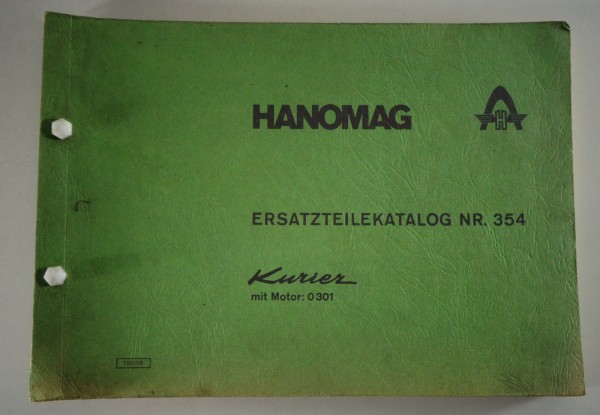 HANOMAG
H
ERSATZTEILEKATALOG NR. 354
Kurier
mit Motor: 0301